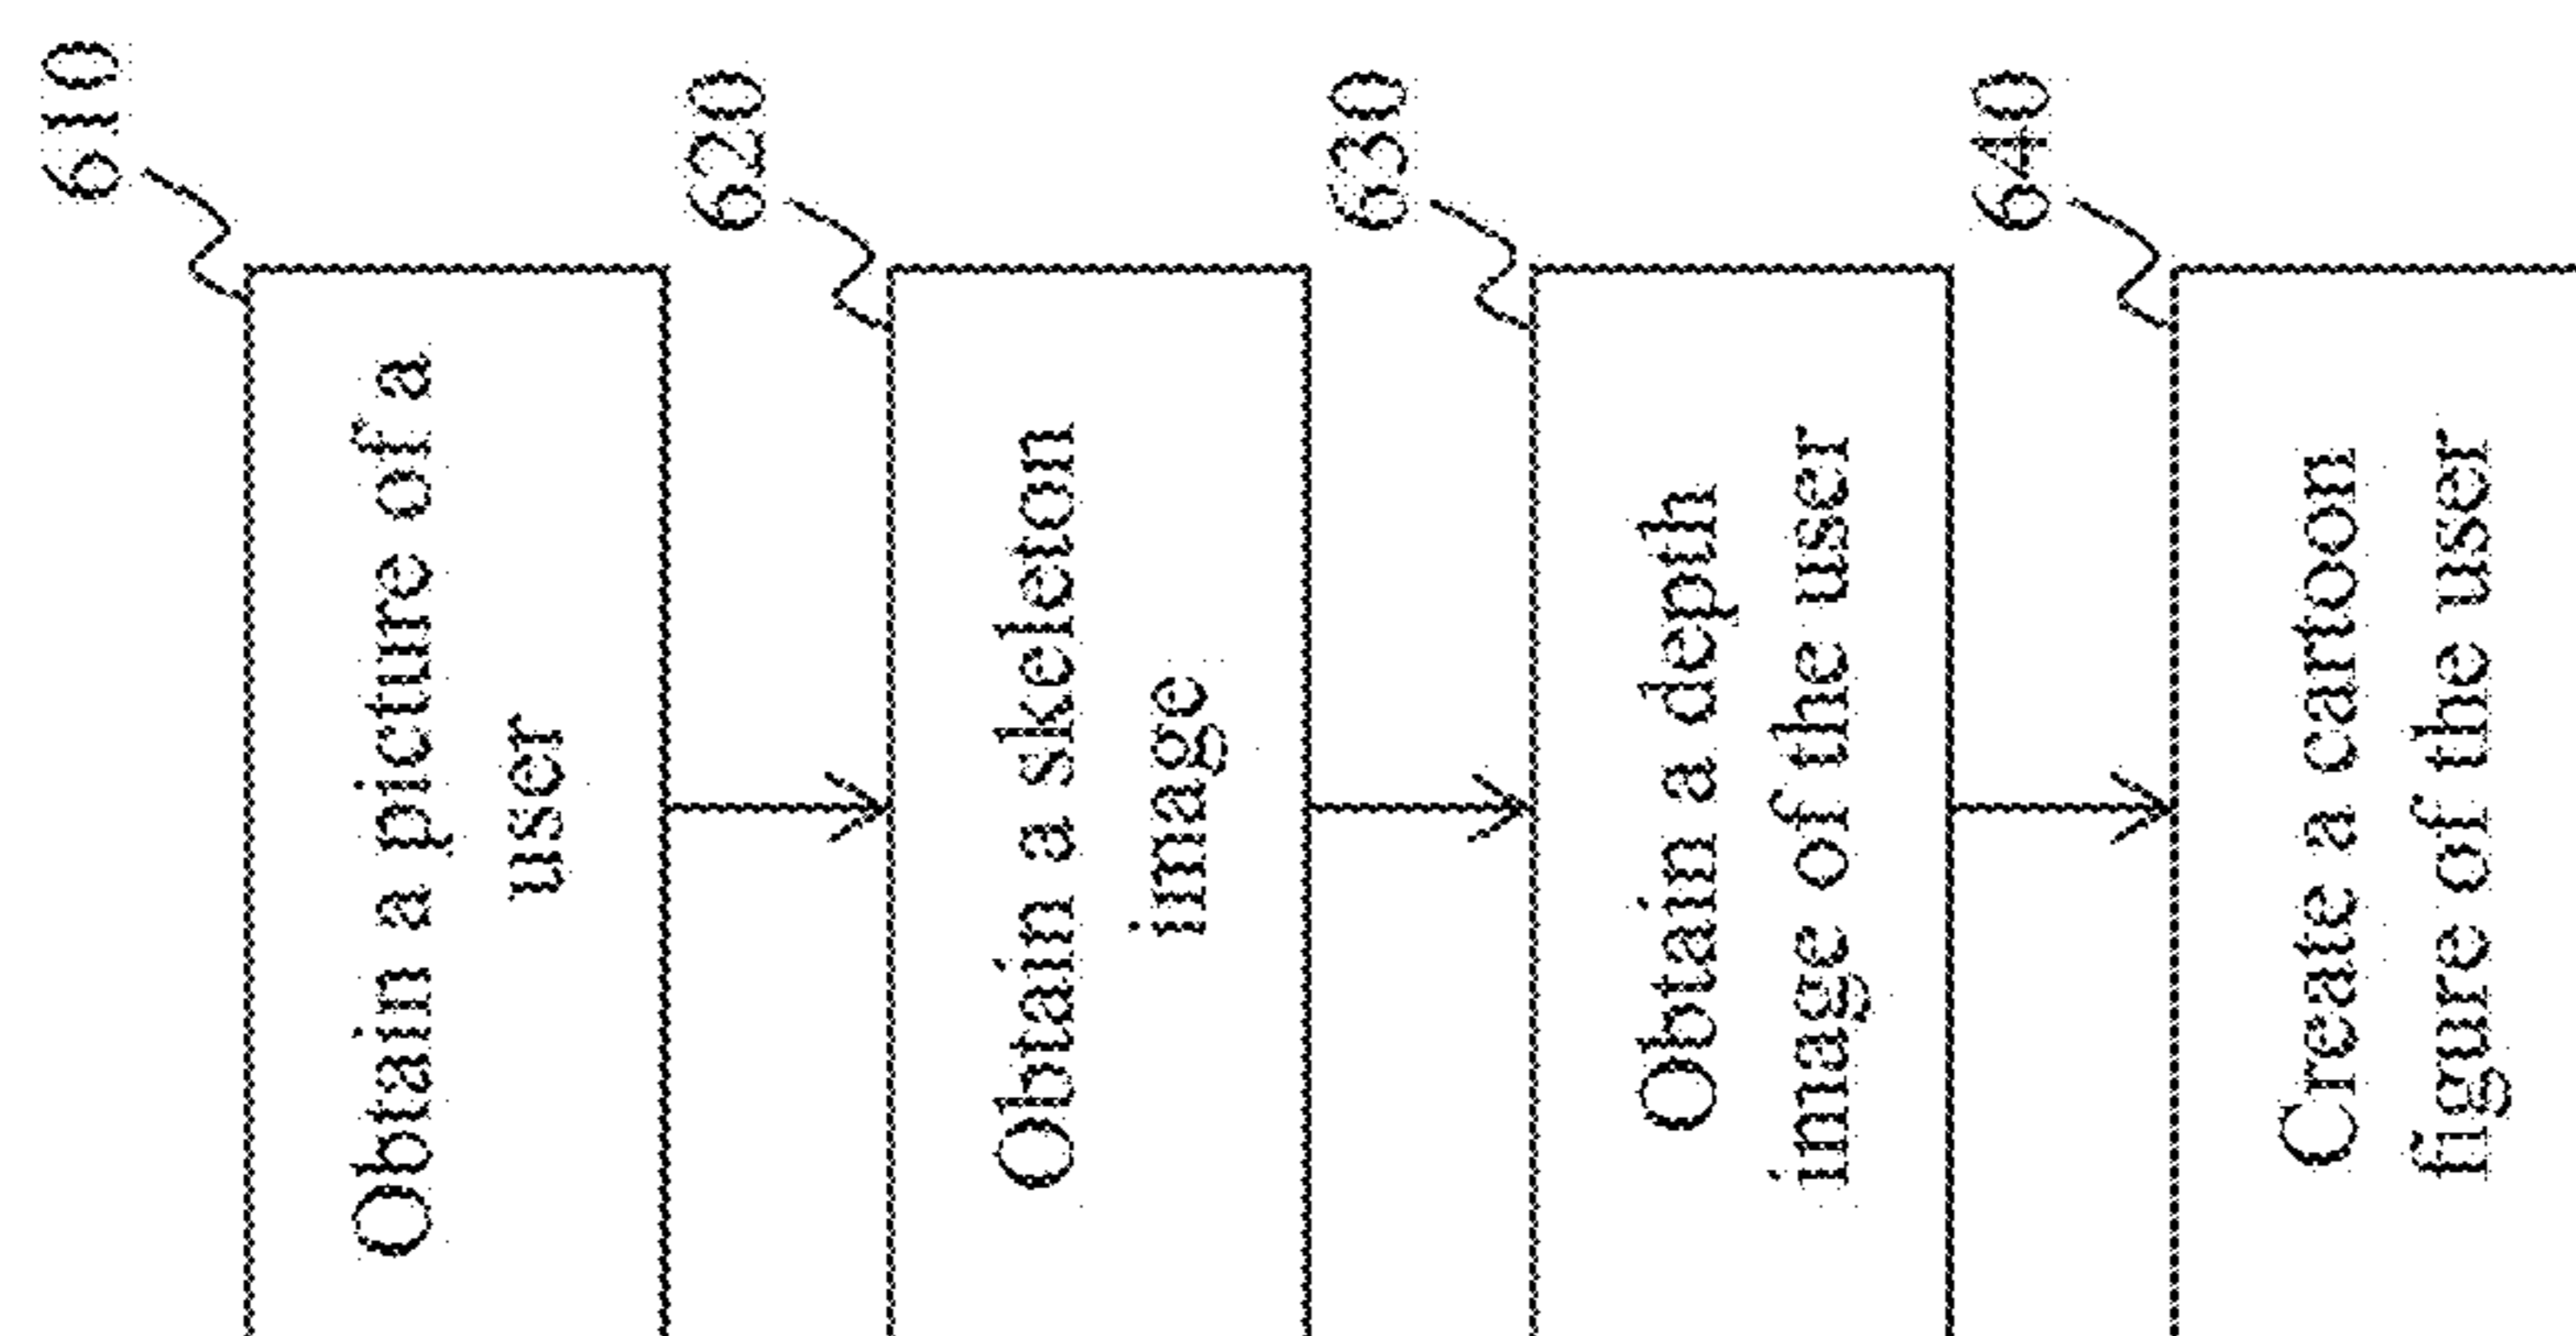 610
Obtain a picture of a
user
620
Obtain a skeleton
image
630
Obtain a depth
image of the user
640
Create a cartoon
figure of the user